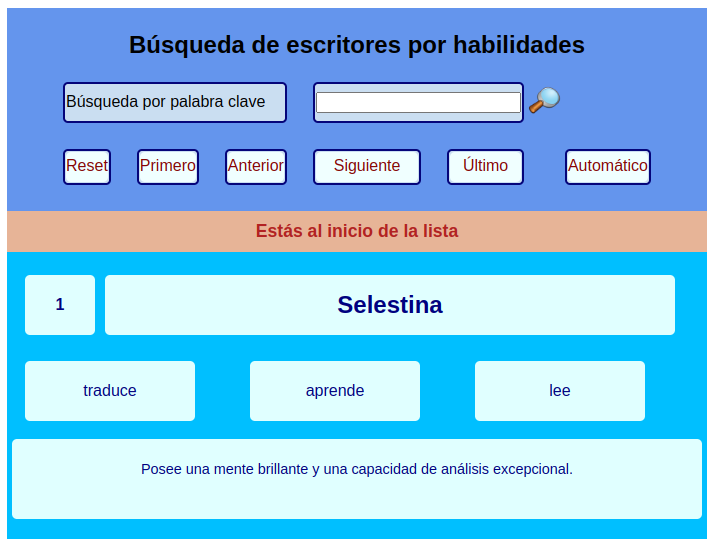 Búsqueda de escritores por habilidades
Búsqueda por palabra clave
Reset Primero Anterior Siguiente Último Automático
Estás al inicio de la lista
1 Selestina
traduce aprende lee
Posee una mente brillante y una capacidad de análisis excepcional.